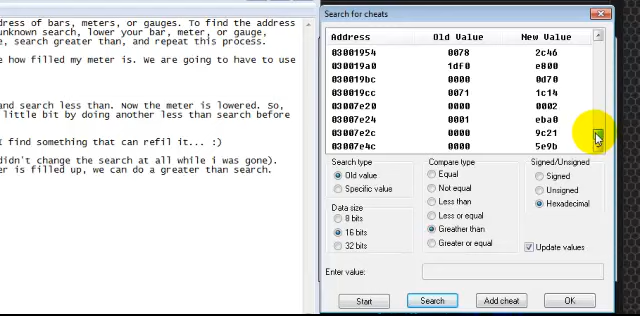 dress of bars, meters, or gauges. To find the address
unknown search, lower your bar, meter, or gauge,
e, search greater than, and repeat this process.
e how filled my meter is. We are going to have to use
and search less than. Now the meter is lowered. So,
little bit by doing another less than search before
I find something that can refil it... :)
didn't change the search at all while i was gone).
er is filled up, we can do a greater than search.
Search for cheats
Address Old Value New Value
03001954 0078 2c46
030019a0 1df0 e800
030019bc 0000 0d70
030019cc 0071 1c14
03007e20 0000 0002
03007e24 0001 eba0
03007e2c 0000 9c21
03007e4c 0000 5e9b
Search type
Old value
Specific value
Data size
8 bits
16 bits
32 bits
Compare type
Equal
Not equal
Less than
Less or equal
Greather than
Greater or equal
Signed/Unsigned
Signed
Unsigned
Hexadecimal
Update values
Enter value:
Start
Search
Add cheat
OK